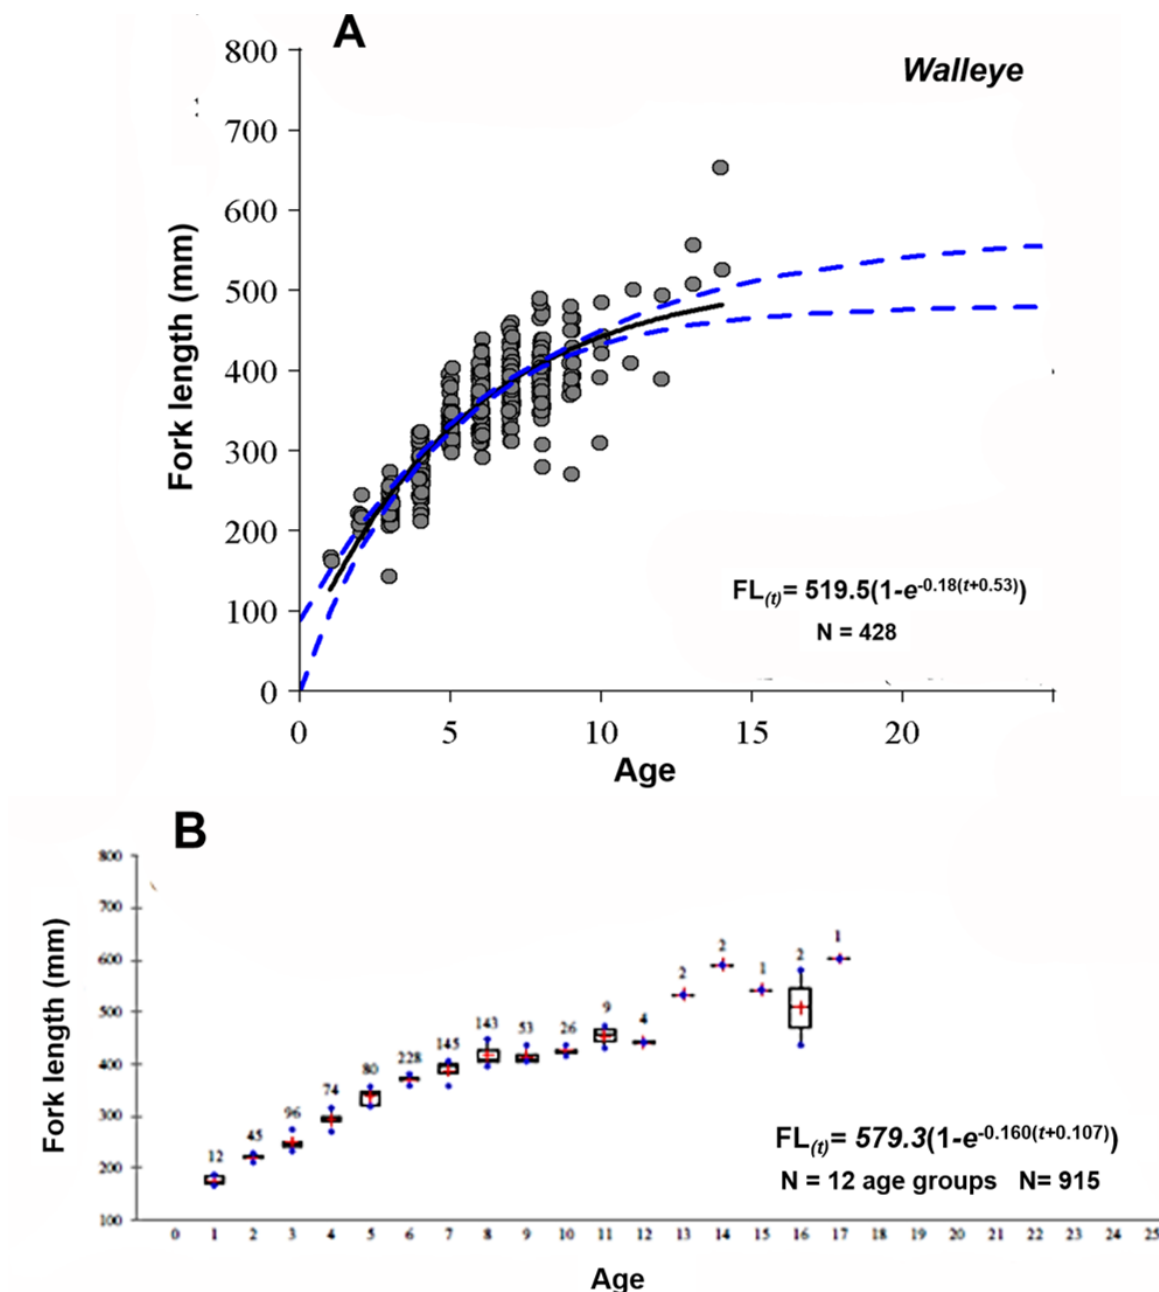 A
Walleye
800
700
600
500
400
300
200
100
0
Fork length (mm)
FL(t)= 519.5(1-e-0.18(t+0.53))
N = 428
0 5 10 15 20
Age
B
800
700
600
500
400
300
200
100
Fork length (mm)
12 45 96 74 80 228 145 143 53 26 9 4 2 2 1 2 1
FL(t)= 579.3(1-e-0.160(t+0.107))
N = 12 age groups N= 915
0 1 2 3 4 5 6 7 8 9 10 11 12 13 14 15 16 17 18 19 20 21 22 23 24 25
Age